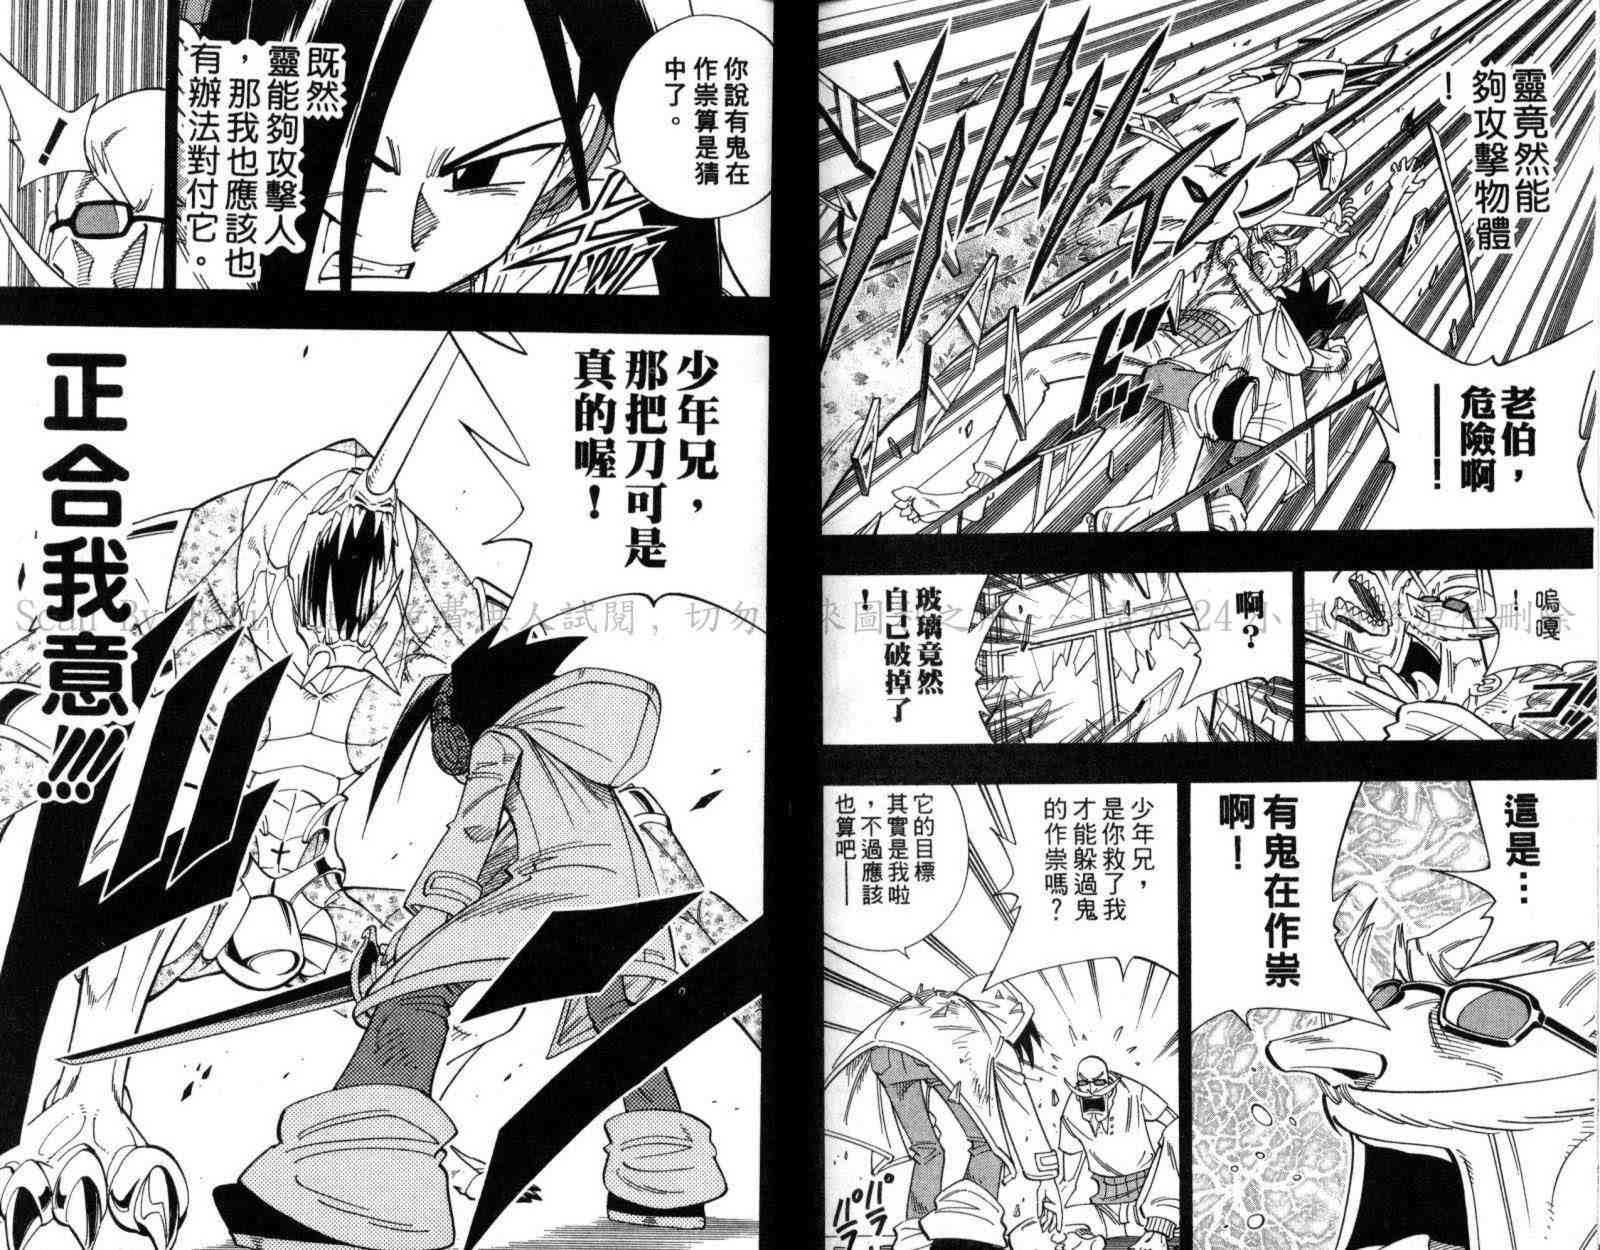 靈竟然能
夠攻擊物體
！
老伯，
危險啊
——！
嗚嘎
！
啊？
玻璃竟然
自己破掉了
！
這是…
有鬼在作祟
啊！
少年兄，
是你救了我
才能躲過鬼
的作祟嗎？
它的目標
其實是我啦
，不過應該
也算吧——
パラパラ
你說有鬼在
作祟算是猜
中了。
既然
靈能夠攻擊人
，那我也應該也
有辦法對付它。
！
少年兄，
那把刀可是
真的喔！
正合我意!!!